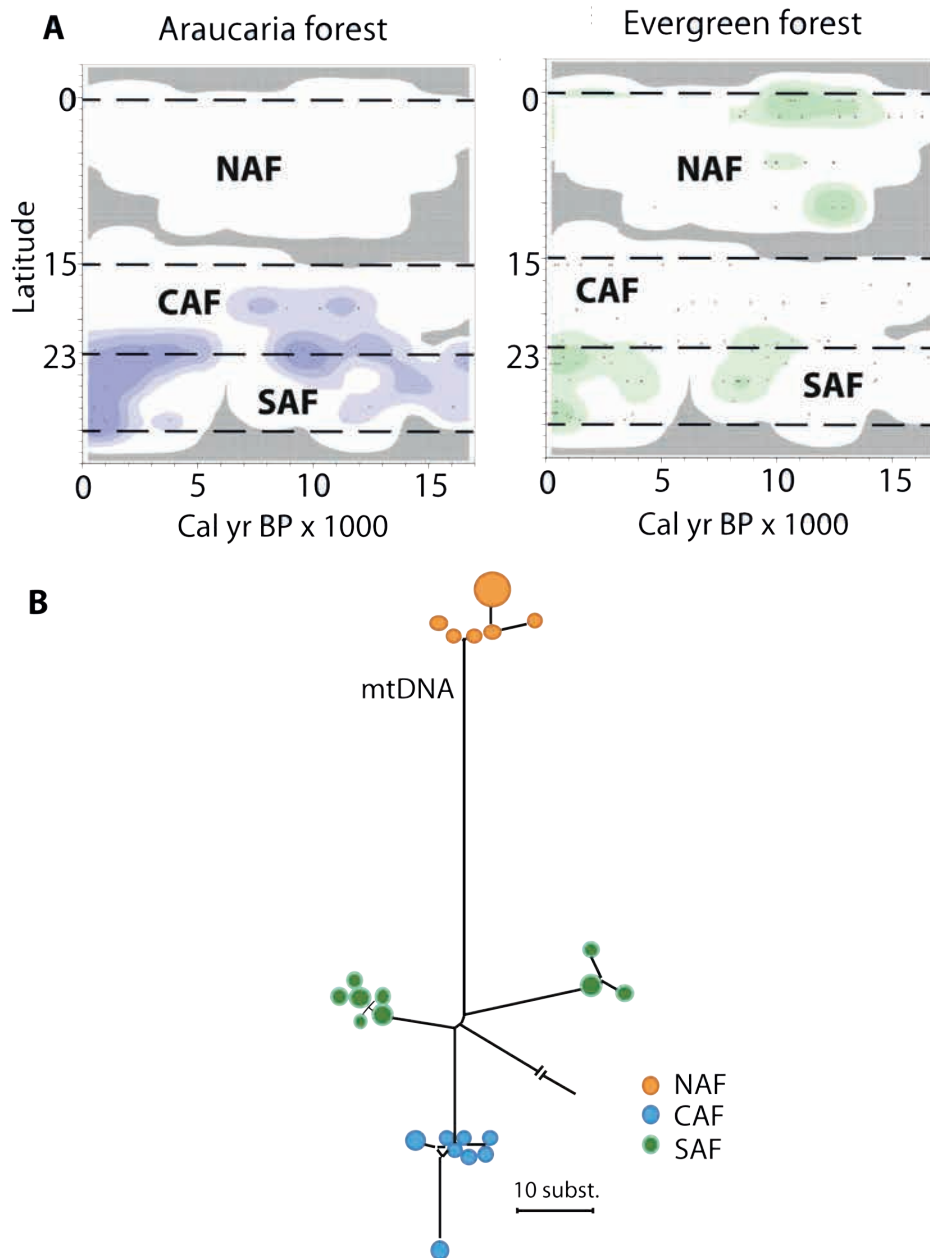 A
Araucaria forest
Evergreen forest
Latitude
0
15
23
NAF
CAF
SAF
0
5
10
15
Cal yr BP x 1000
0
15
23
NAF
CAF
SAF
0
5
10
15
Cal yr BP x 1000
B
mtDNA
NAF
CAF
SAF
10 subst.